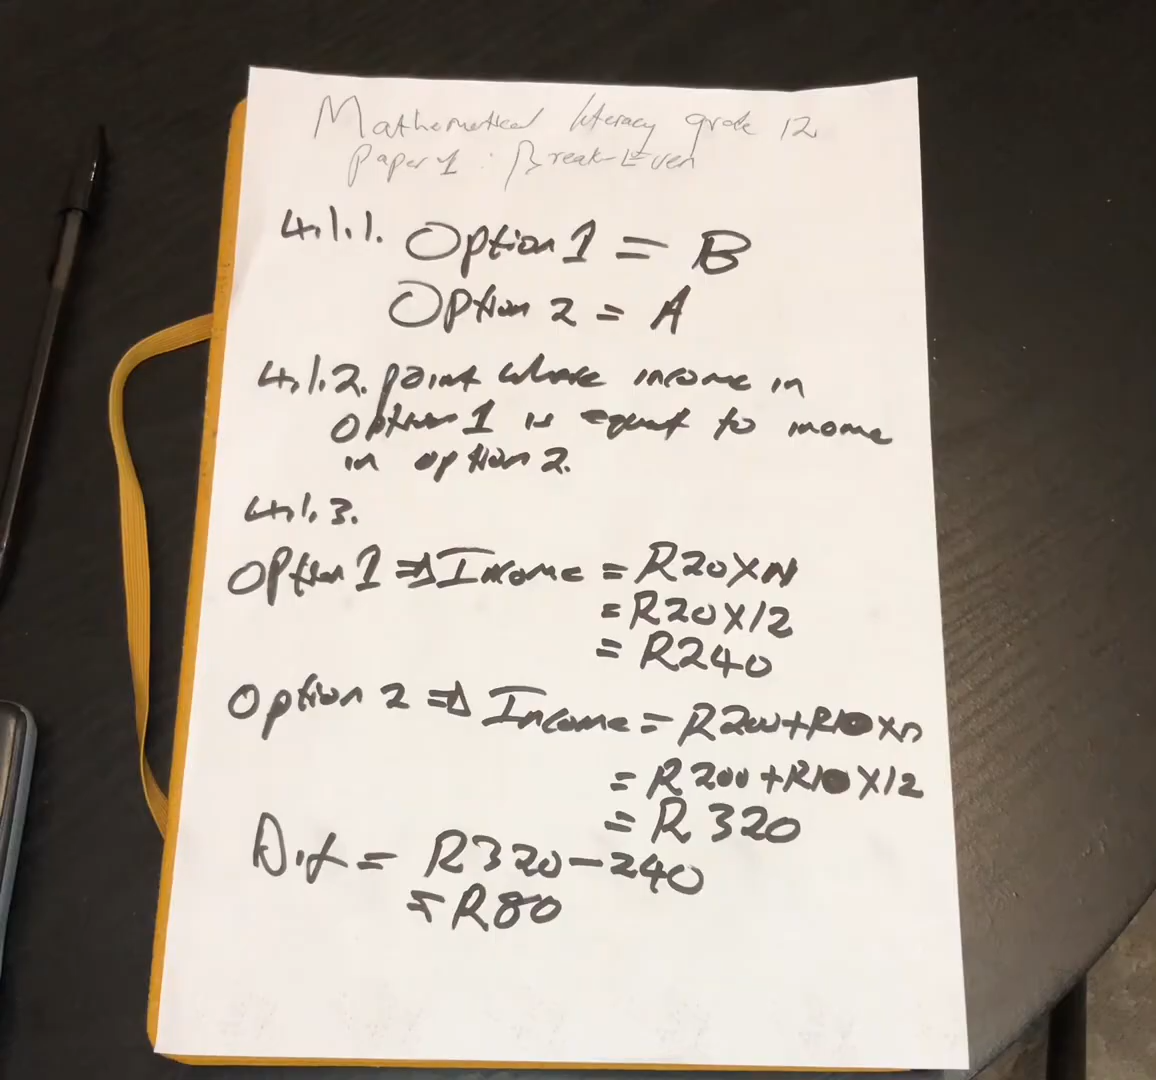 Mathematical literacy grade 12
Paper 1 : Break-Even
4.1.1. Option 1 = B
Option 2 = A
4.1.2. point where income in
option 1 is equal to income
in option 2.
4.1.3.
Option 1 ⇒ Income = R20×N
= R20×12
= R240
Option 2 ⇒ Income = R200+R10×n
= R200+R10×12
= R320
Dif = R320-240
= R80